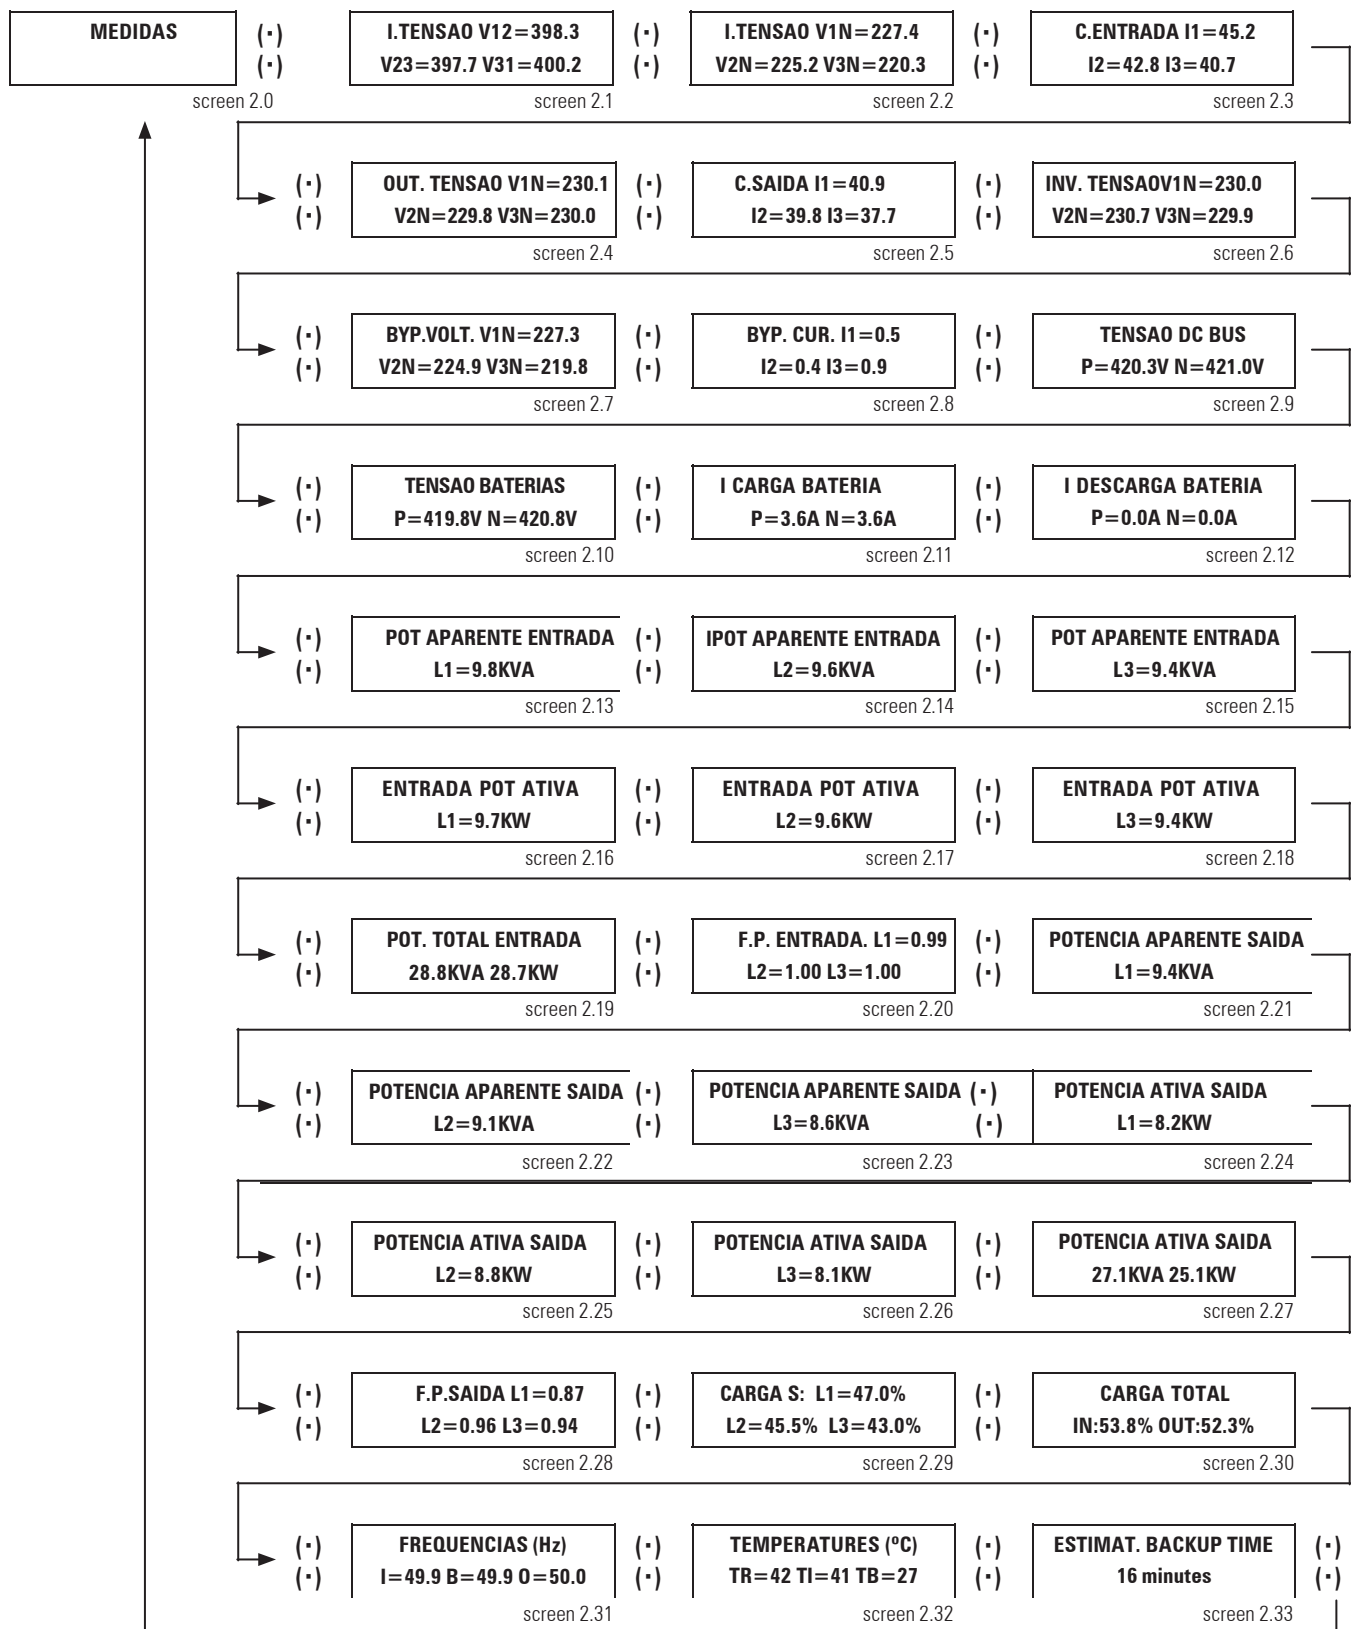 MEDIDAS
(·)
(·)
screen 2.0
I.TENSAO V12=398.3
V23=397.7 V31=400.2
(·)
(·)
screen 2.1
I.TENSAO V1N=227.4
V2N=225.2 V3N=220.3
(·)
(·)
screen 2.2
C.ENTRADA I1=45.2
I2=42.8 I3=40.7
screen 2.3
(·)
(·)
OUT. TENSAO V1N=230.1
V2N=229.8 V3N=230.0
(·)
(·)
screen 2.4
C.SAIDA I1=40.9
I2=39.8 I3=37.7
(·)
(·)
screen 2.5
INV. TENSAOV1N=230.0
V2N=230.7 V3N=229.9
screen 2.6
(·)
(·)
BYP.VOLT. V1N=227.3
V2N=224.9 V3N=219.8
(·)
(·)
screen 2.7
BYP. CUR. I1=0.5
I2=0.4 I3=0.9
(·)
(·)
screen 2.8
TENSAO DC BUS
P=420.3V N=421.0V
screen 2.9
(·)
(·)
TENSAO BATERIAS
P=419.8V N=420.8V
(·)
(·)
screen 2.10
I CARGA BATERIA
P=3.6A N=3.6A
(·)
(·)
screen 2.11
I DESCARGA BATERIA
P=0.0A N=0.0A
screen 2.12
(·)
(·)
POT APARENTE ENTRADA
L1=9.8KVA
(·)
(·)
screen 2.13
IPOT APARENTE ENTRADA
L2=9.6KVA
(·)
(·)
screen 2.14
POT APARENTE ENTRADA
L3=9.4KVA
screen 2.15
(·)
(·)
ENTRADA POT ATIVA
L1=9.7KW
(·)
(·)
screen 2.16
ENTRADA POT ATIVA
L2=9.6KW
(·)
(·)
screen 2.17
ENTRADA POT ATIVA
L3=9.4KW
screen 2.18
(·)
(·)
POT. TOTAL ENTRADA
28.8KVA 28.7KW
(·)
(·)
screen 2.19
F.P. ENTRADA. L1=0.99
L2=1.00 L3=1.00
(·)
(·)
screen 2.20
POTENCIA APARENTE SAIDA
L1=9.4KVA
screen 2.21
(·)
(·)
POTENCIA APARENTE SAIDA
L2=9.1KVA
(·)
(·)
screen 2.22
POTENCIA APARENTE SAIDA
L3=8.6KVA
(·)
(·)
screen 2.23
POTENCIA ATIVA SAIDA
L1=8.2KW
screen 2.24
(·)
(·)
POTENCIA ATIVA SAIDA
L2=8.8KW
(·)
(·)
screen 2.25
POTENCIA ATIVA SAIDA
L3=8.1KW
(·)
(·)
screen 2.26
POTENCIA ATIVA SAIDA
27.1KVA 25.1KW
screen 2.27
(·)
(·)
F.P.SAIDA L1=0.87
L2=0.96 L3=0.94
(·)
(·)
screen 2.28
CARGA S: L1=47.0%
L2=45.5% L3=43.0%
(·)
(·)
screen 2.29
CARGA TOTAL
IN:53.8% OUT:52.3%
screen 2.30
(·)
(·)
FREQUENCIAS (Hz)
I=49.9 B=49.9 O=50.0
(·)
(·)
screen 2.31
TEMPERATURES (ºC)
TR=42 TI=41 TB=27
(·)
(·)
screen 2.32
ESTIMAT. BACKUP TIME
16 minutes
(·)
(·)
screen 2.33